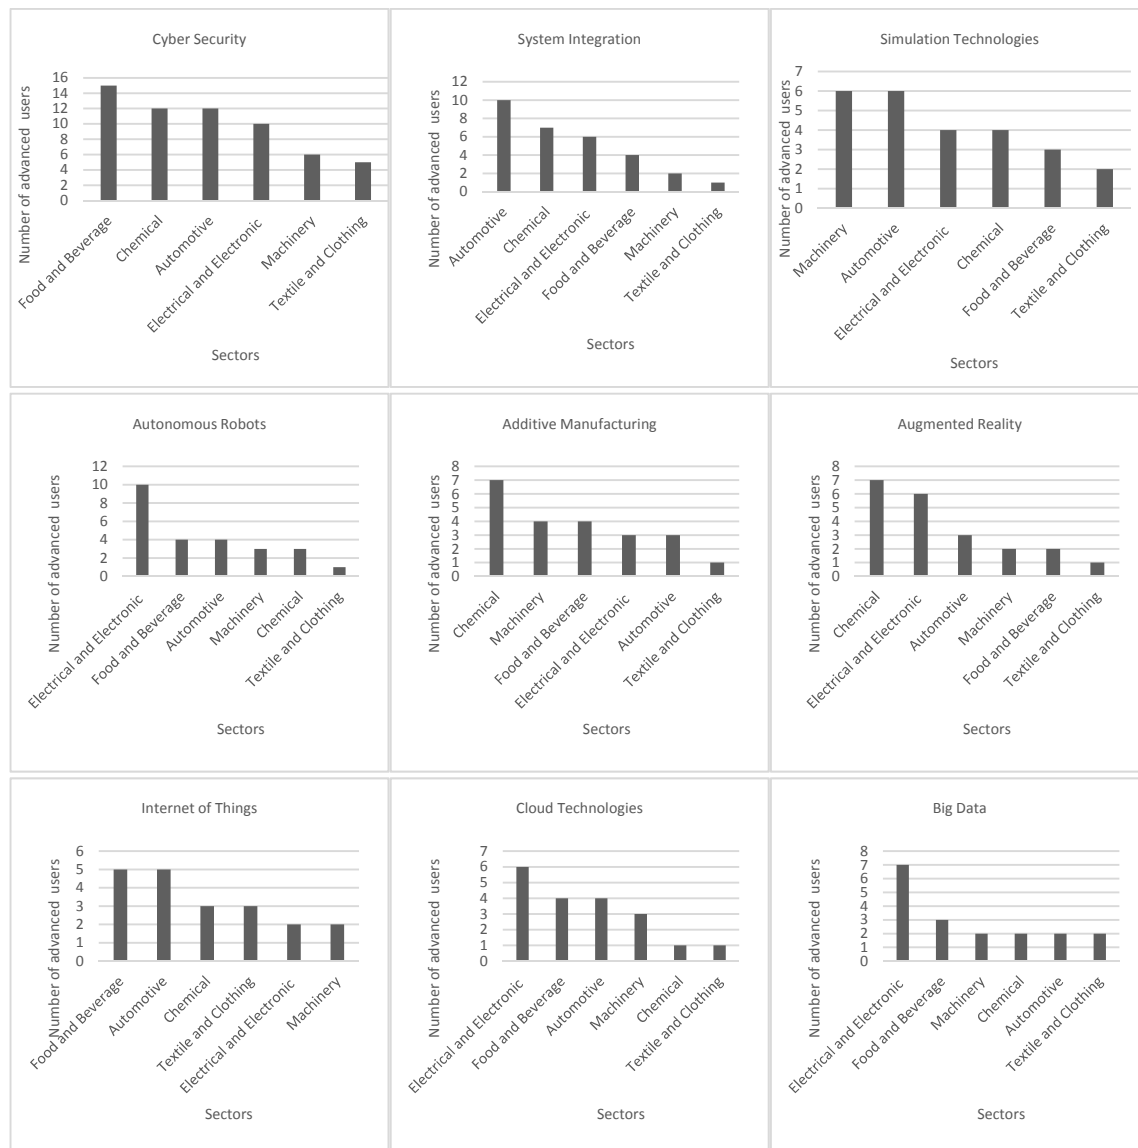 Cyber Security
Number of advanced users
16
14
12
10
8
6
4
2
0
Food and Beverage
Chemical
Automotive
Electrical and Electronic
Machinery
Textile and Clothing
Sectors
System Integration
Number of advanced users
12
10
8
6
4
2
0
Automotive
Chemical
Electrical and Electronic
Food and Beverage
Machinery
Textile and Clothing
Sectors
Simulation Technologies
Number of advanced users
7
6
5
4
3
2
1
0
Machinery
Automotive
Electrical and Electronic
Chemical
Food and Beverage
Textile and Clothing
Sectors
Autonomous Robots
Number of advanced users
12
10
8
6
4
2
0
Electrical and Electronic
Food and Beverage
Automotive
Machinery
Chemical
Textile and Clothing
Sectors
Additive Manufacturing
Number of advanced users
8
7
6
5
4
3
2
1
0
Chemical
Machinery
Food and Beverage
Electrical and Electronic
Automotive
Textile and Clothing
Sectors
Augmented Reality
Number of advanced users
8
7
6
5
4
3
2
1
0
Chemical
Electrical and Electronic
Automotive
Machinery
Food and Beverage
Textile and Clothing
Sectors
Internet of Things
Number of advanced users
6
5
4
3
2
1
0
Food and Beverage
Automotive
Chemical
Textile and Clothing
Electrical and Electronic
Machinery
Sectors
Cloud Technologies
Number of advanced users
7
6
5
4
3
2
1
0
Electrical and Electronic
Food and Beverage
Automotive
Machinery
Chemical
Textile and Clothing
Sectors
Big Data
Number of advanced users
8
7
6
5
4
3
2
1
0
Electrical and Electronic
Food and Beverage
Machinery
Chemical
Automotive
Textile and Clothing
Sectors